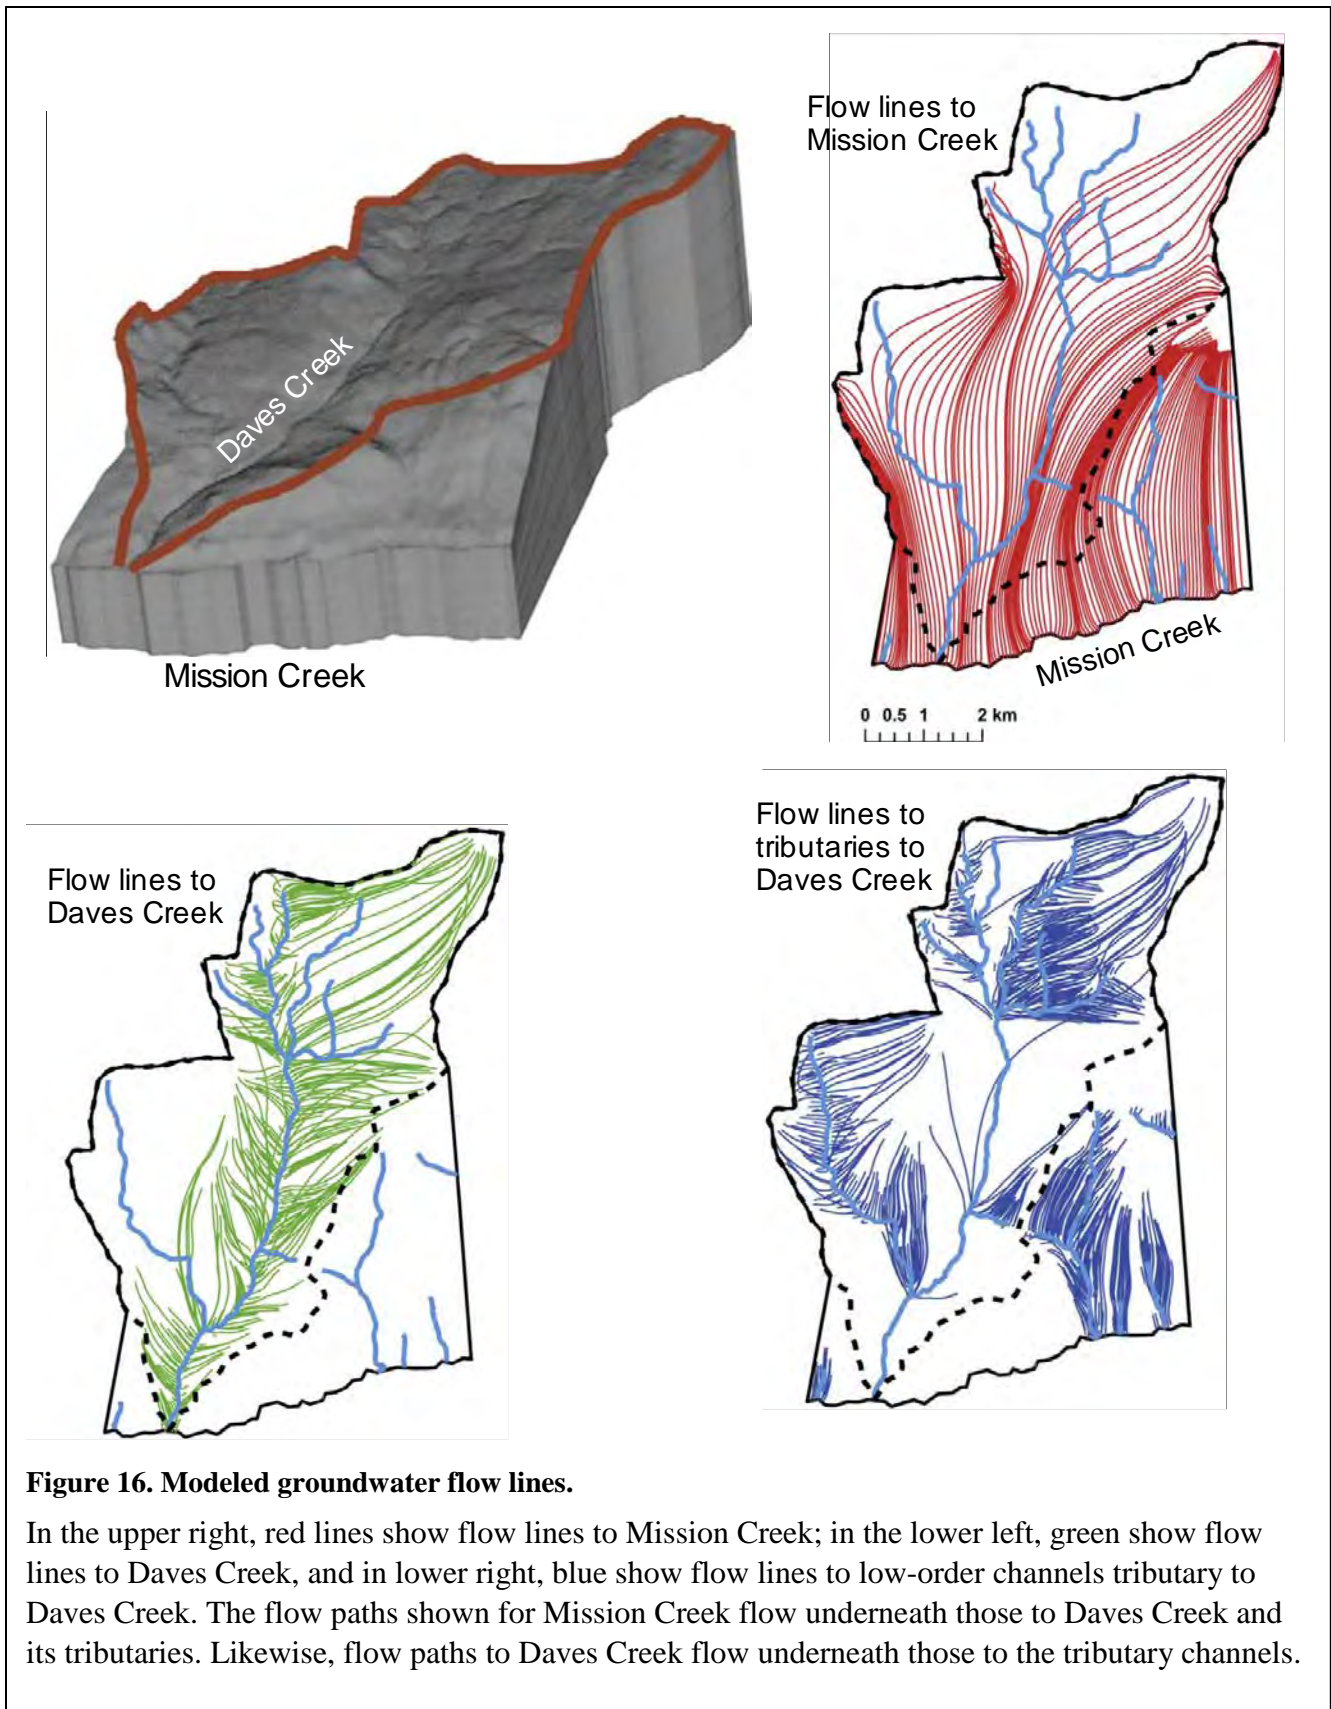 Daves Creek
Mission Creek
Flow lines to
Mission Creek
Mission Creek
0 0.5 1 2 km
Flow lines to
Daves Creek
Flow lines to
tributaries to
Daves Creek
Figure 16. Modeled groundwater flow lines.
In the upper right, red lines show flow lines to Mission Creek; in the lower left, green show flow
lines to Daves Creek, and in lower right, blue show flow lines to low-order channels tributary to
Daves Creek. The flow paths shown for Mission Creek flow underneath those to Daves Creek and
its tributaries. Likewise, flow paths to Daves Creek flow underneath those to the tributary channels.